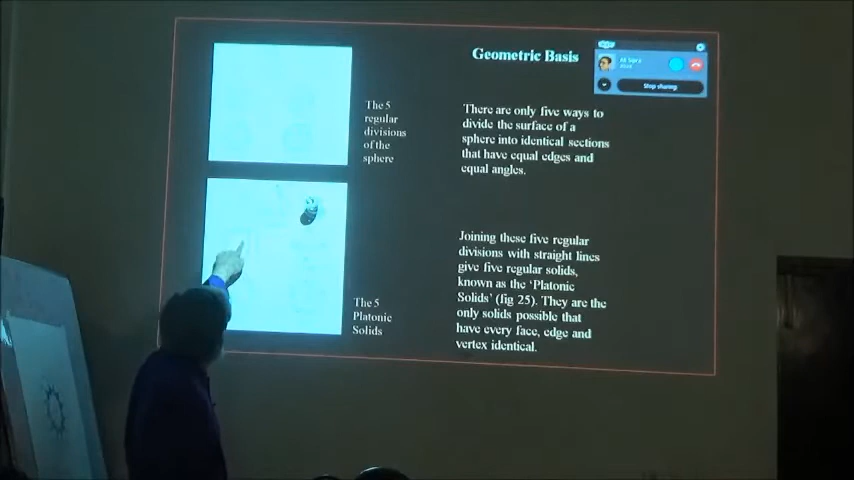 Geometric Basis
The 5
regular
divisions
of the
sphere
There are only five ways to
divide the surface of a
sphere into identical sections
that have equal edges and
equal angles.
Stop sharing
Joining these five regular
divisions with straight lines
give five regular solids,
known as the 'Platonic
Solids' (fig 25). They are the
only solids possible that
have every face, edge and
vertex identical.
The 5
Platonic
Solids